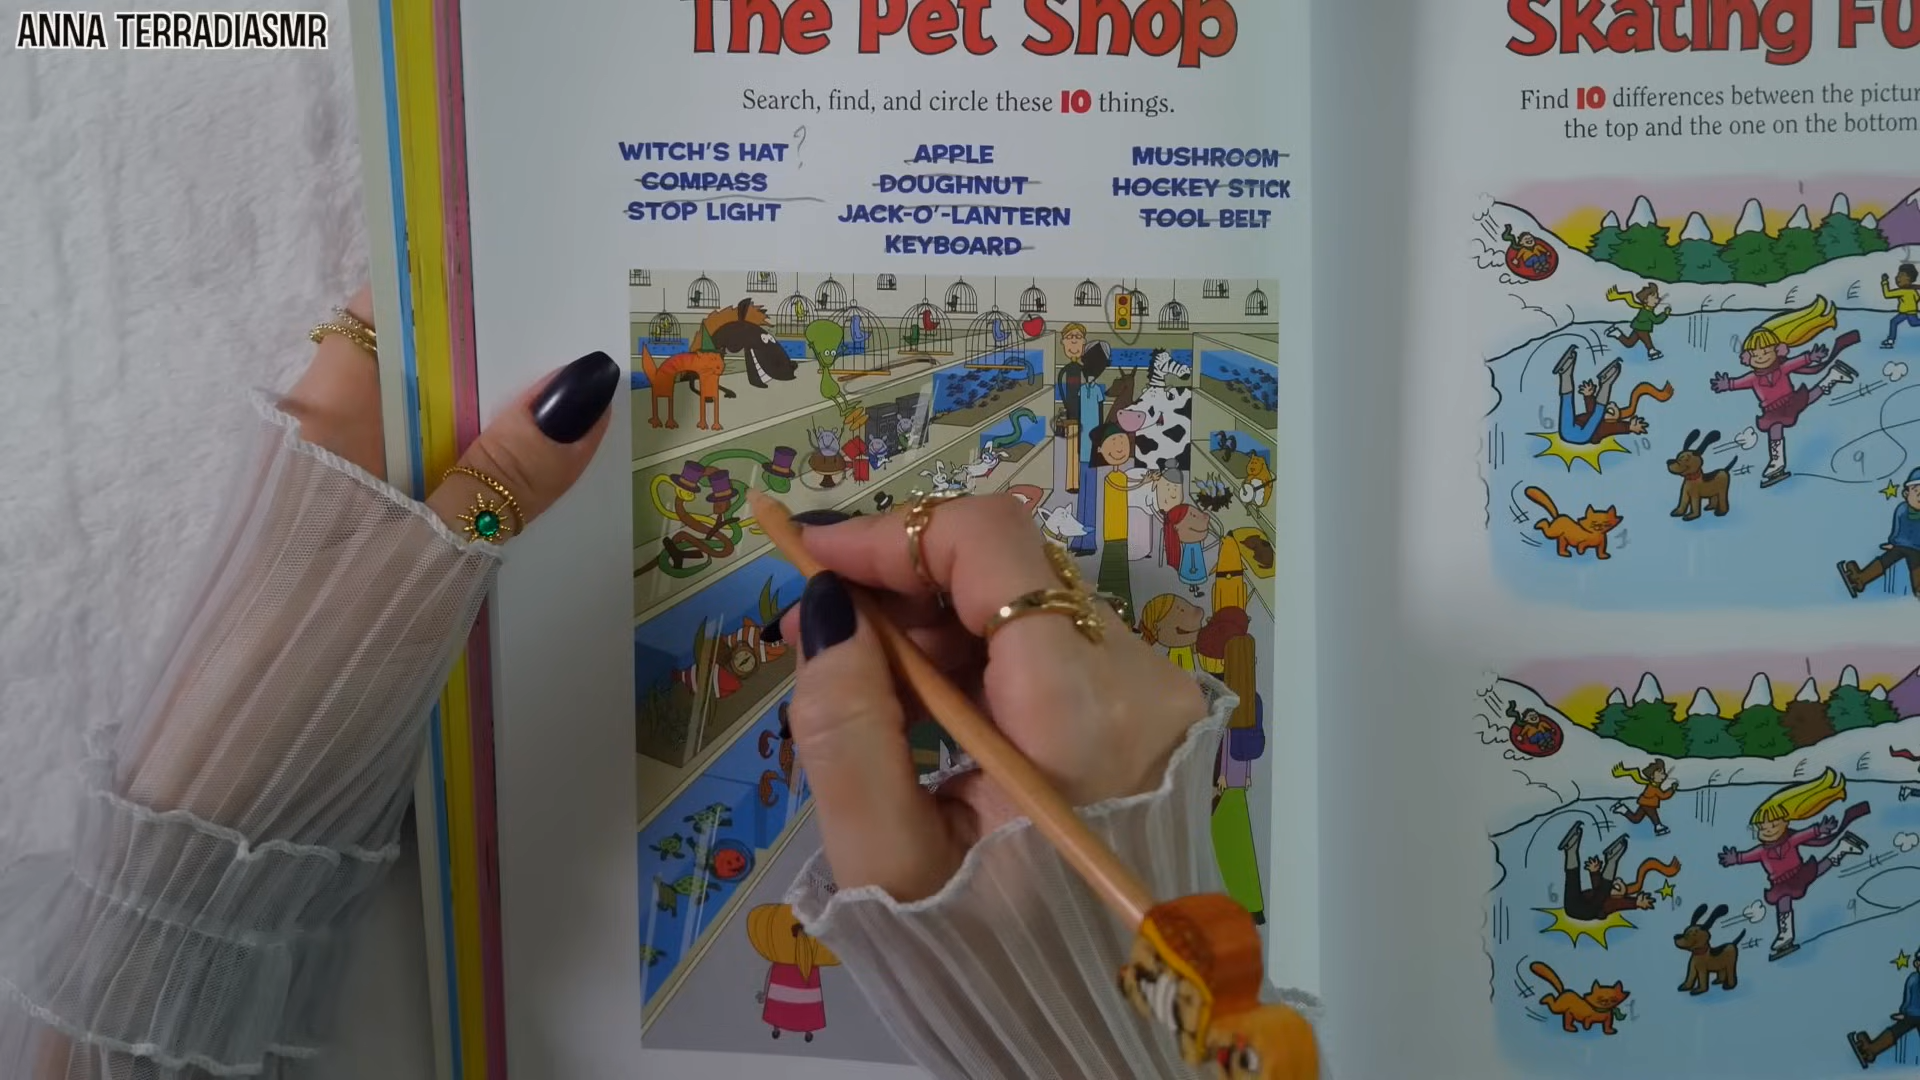 ANNA TERRADIASMR
The Pet Shop
Search, find, and circle these 10 things.
WITCH'S HAT ?
COMPASS
STOP LIGHT
APPLE
DOUGHNUT
JACK-O'-LANTERN
KEYBOARD
MUSHROOM
HOCKEY STICK
TOOL BELT
Skating Fu
Find 10 differences between the pictur
the top and the one on the bottom